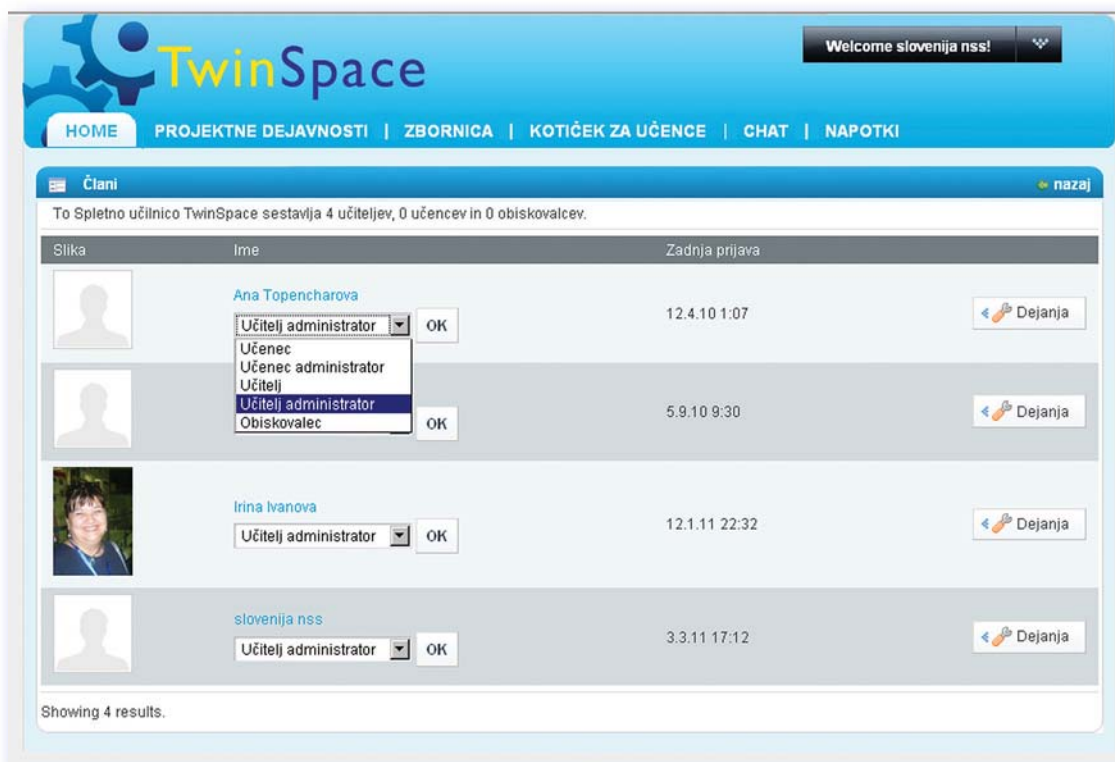 Welcome slovenija nss!
TwinSpace
HOME PROJEKTNE DEJAVNOSTI | ZBORNICA | KOTIČEK ZA UČENCE | CHAT | NAPOTKI
Člani nazaj
To Spletno učilnico TwinSpace sestavlja 4 učiteljev, 0 učencev in 0 obiskovalcev.
Slika Ime Zadnja prijava
Ana Topencharova
Učitelj administrator OK 12.4.10 1:07 Dejanja
Učenec
Učenec administrator
Učitelj
Učitelj administrator
Obiskovalec
OK 5.9.10 9:30 Dejanja
Irina Ivanova
Učitelj administrator OK 12.1.11 22:32 Dejanja
slovenija nss
Učitelj administrator OK 3.3.11 17:12 Dejanja
Showing 4 results.